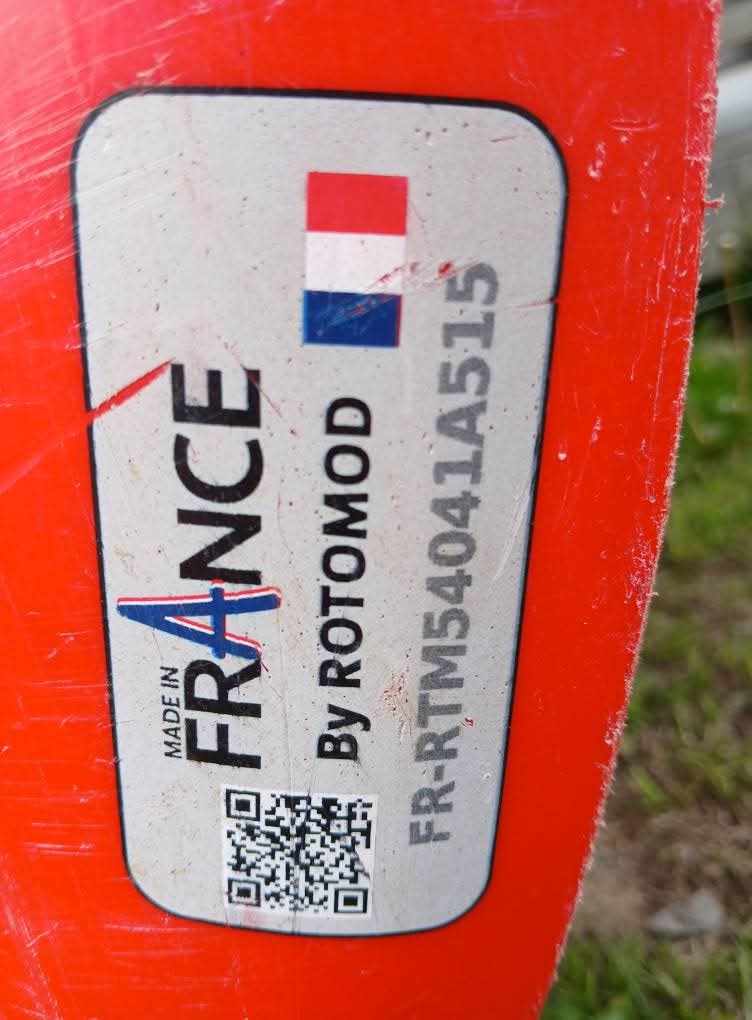 MADE IN
FRANCE
By ROTOMOD
FR-RTM54041A515